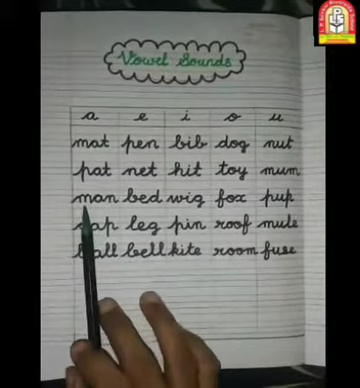 Vowel Sounds
a e i o u
mat pen bib dog nut
pat net hit toy mum
man bed wig fox pup
leg pin roof mule
bell kite room fuse